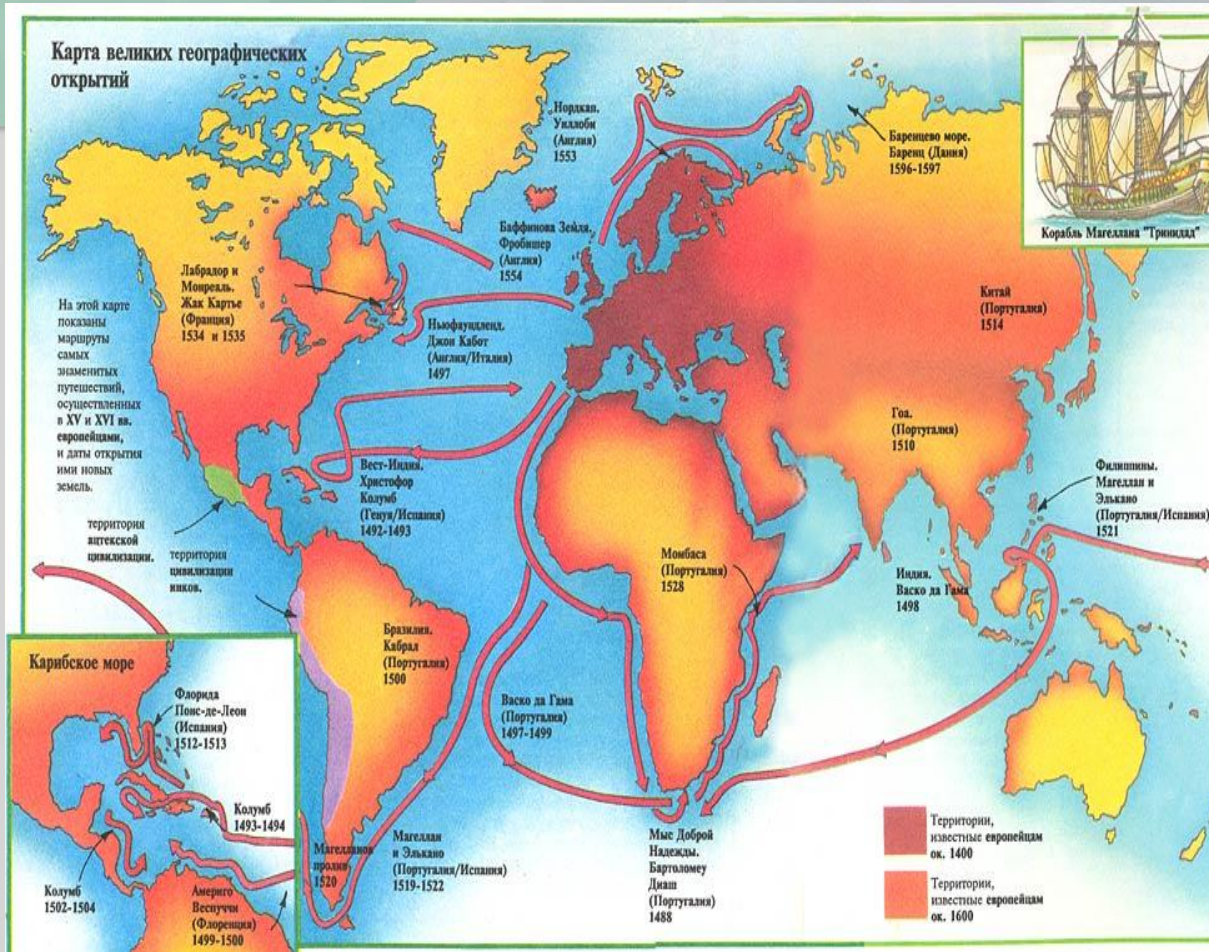 Карта великих географических
открытий
Нордкап.
Уиллоби
(Англия)
1553
Баренцево море.
Баренц (Дания)
1596-1597
Корабль Магеллана "Тринидад"
Баффинова Зейля.
Фробишер
(Англия)
1554
Лабрадор и
Монреаль.
Жак Картье
(Франция)
1534 и 1535
Китай
(Португалия)
1514
На этой карте
показаны
маршруты
самых
знаменитых
путешествий,
осуществленных
в XV и XVI вв.
европейцами,
и даты открытия
ими новых
земель.
Ньюфаундленд.
Джон Кабот
(Англия/Италия)
1497
Гоа.
(Португалия)
1510
Вест-Индия.
Христофор
Колумб
(Генуя/Испания)
1492-1493
Филиппины.
Магеллан и
Элькано
(Португалия/Испания)
1521
территория
ацтекской
цивилизации.
территория
цивилизации
инков.
Момбаса
(Португалия)
1528
Индия.
Васко да Гама
1498
Бразилия.
Кабрал
(Португалия)
1500
Васко да Гама
(Португалия)
1497-1499
Карибское море
Флорида
Понс-де-Леон
(Испания)
1512-1513
Колумб
1493-1494
Колумб
1502-1504
Америго
Веспуччи
(Флоренция)
1499-1500
Магелланов
пролив
1520
Магеллан
и Элькано
(Португалия/Испания)
1519-1522
Мыс Доброй
Надежды.
Бартоломеу
Диаш
(Португалия)
1488
Территории,
известные европейцам
ок. 1400
Территории,
известные европейцам
ок. 1600